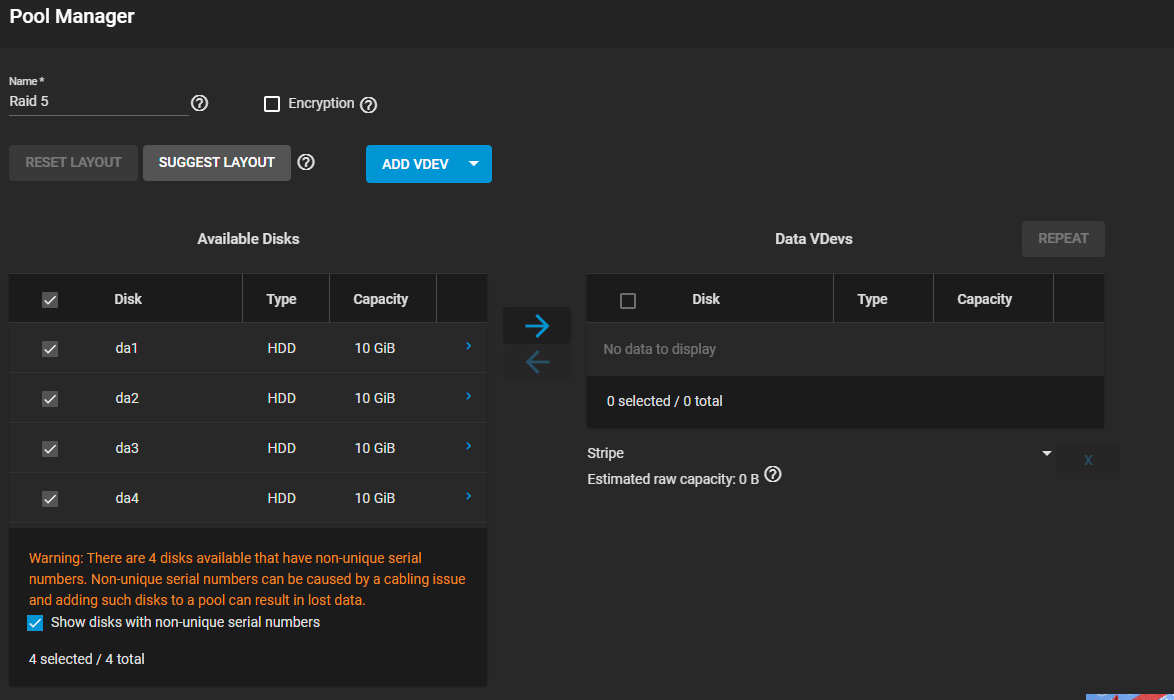 Pool Manager
Name *
Raid 5
Encryption
RESET LAYOUT
SUGGEST LAYOUT
ADD VDEV
Available Disks
Disk Type Capacity
da1 HDD 10 GiB
da2 HDD 10 GiB
da3 HDD 10 GiB
da4 HDD 10 GiB
Warning: There are 4 disks available that have non-unique serial
numbers. Non-unique serial numbers can be caused by a cabling issue
and adding such disks to a pool can result in lost data.
Show disks with non-unique serial numbers
4 selected / 4 total
Data VDevs
REPEAT
Disk Type Capacity
No data to display
0 selected / 0 total
Stripe
X
Estimated raw capacity: 0 B